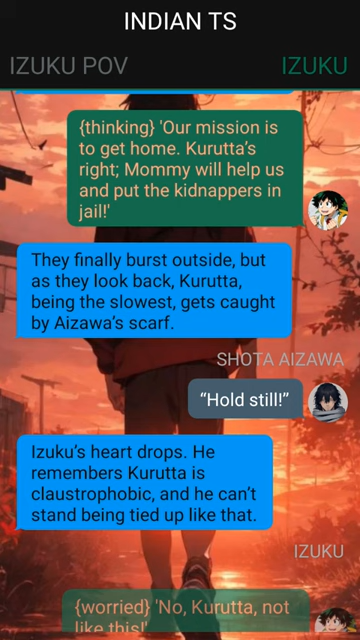 INDIAN TS
IZUKU POV
IZUKU
{thinking} 'Our mission is
to get home. Kurutta’s
right; Mommy will help us
and put the kidnappers in
jail!'
They finally burst outside, but
as they look back, Kurutta,
being the slowest, gets caught
by Aizawa’s scarf.
SHOTA AIZAWA
“Hold still!”
Izuku’s heart drops. He
remembers Kurutta is
claustrophobic, and he can’t
stand being tied up like that.
IZUKU
{worried} 'No, Kurutta, not
like this!'